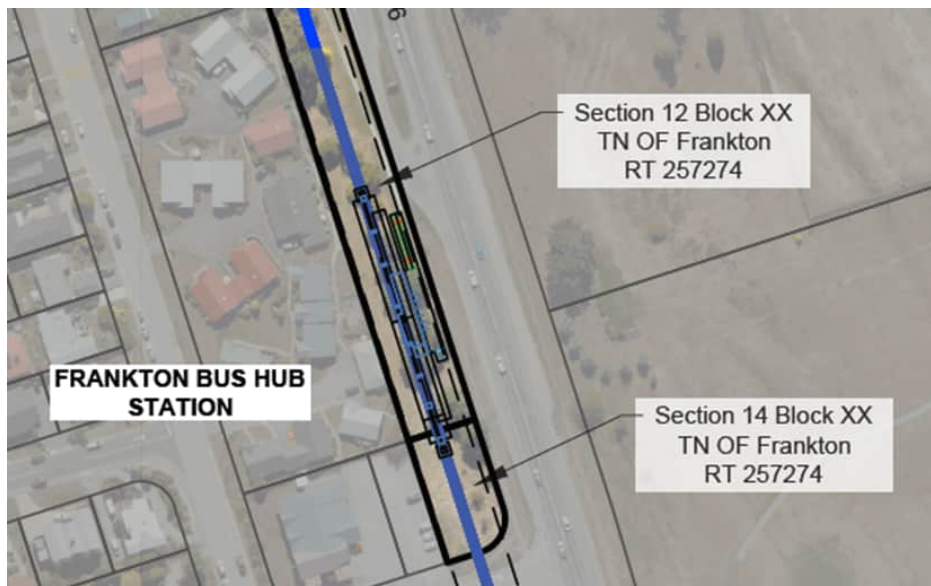 6
Section 12 Block XX
TN OF Frankton
RT 257274
FRANKTON BUS HUB
STATION
Section 14 Block XX
TN OF Frankton
RT 257274